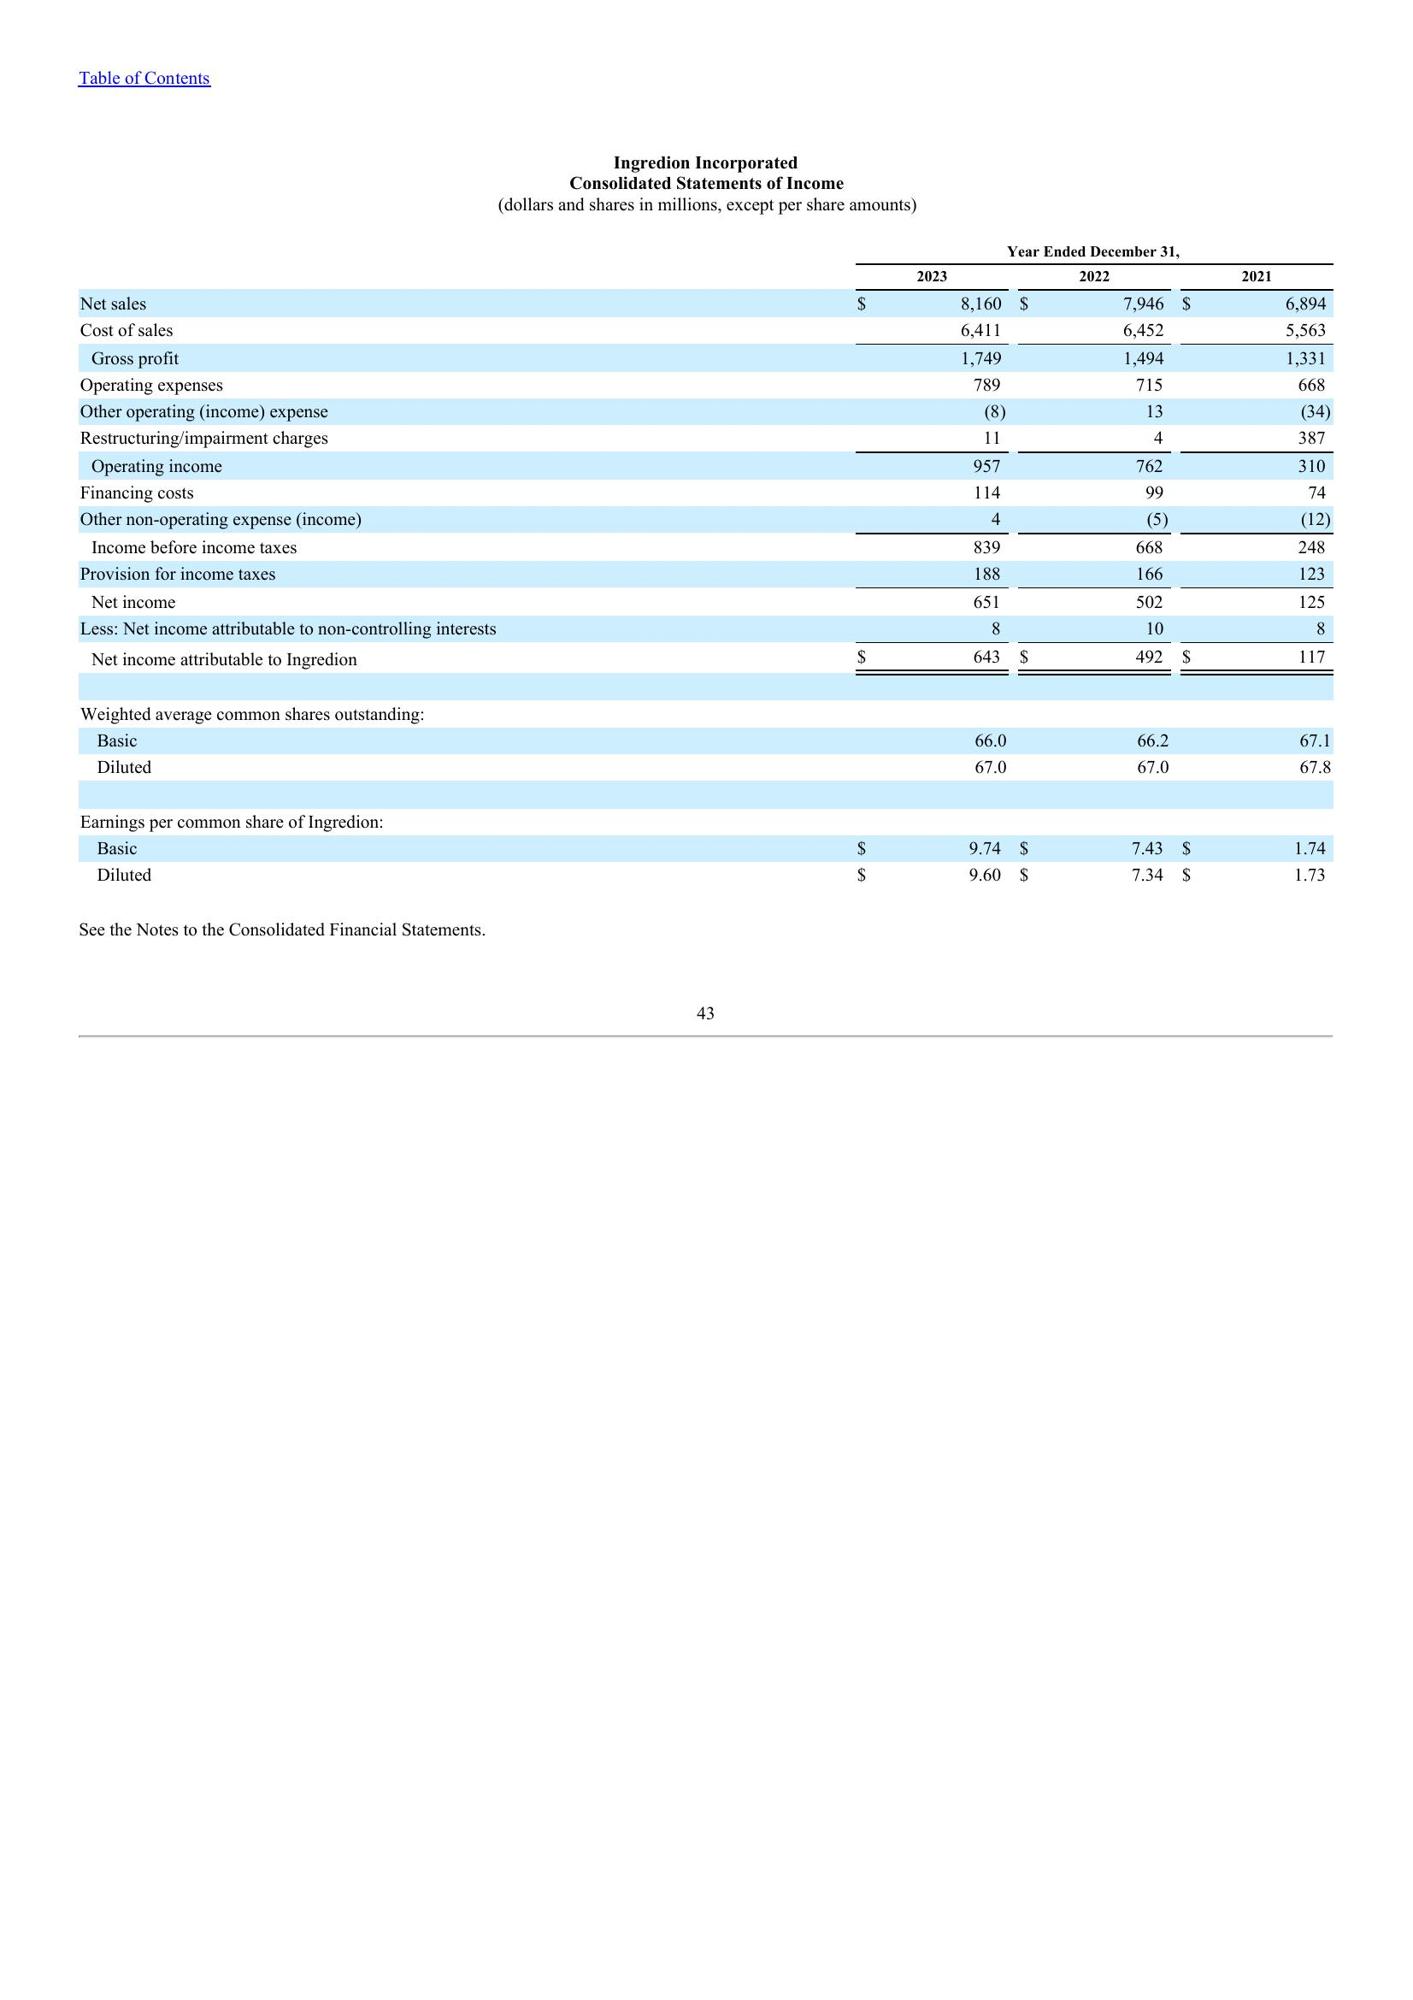 Table of Contents
Ingredion Incorporated
Consolidated Statements of Income
(dollars and shares in millions, except per share amounts)
Year Ended December 31,
2023 2022 2021
Net sales $ 8,160 $ 7,946 $ 6,894
Cost of sales 6,411 6,452 5,563
Gross profit 1,749 1,494 1,331
Operating expenses 789 715 668
Other operating (income) expense (8) 13 (34)
Restructuring/impairment charges 11 4 387
Operating income 957 762 310
Financing costs 114 99 74
Other non-operating expense (income) 4 (5) (12)
Income before income taxes 839 668 248
Provision for income taxes 188 166 123
Net income 651 502 125
Less: Net income attributable to non-controlling interests 8 10 8
Net income attributable to Ingredion $ 643 $ 492 $ 117
Weighted average common shares outstanding:
Basic 66.0 66.2 67.1
Diluted 67.0 67.0 67.8
Earnings per common share of Ingredion:
Basic $ 9.74 $ 7.43 $ 1.74
Diluted $ 9.60 $ 7.34 $ 1.73
See the Notes to the Consolidated Financial Statements.
43